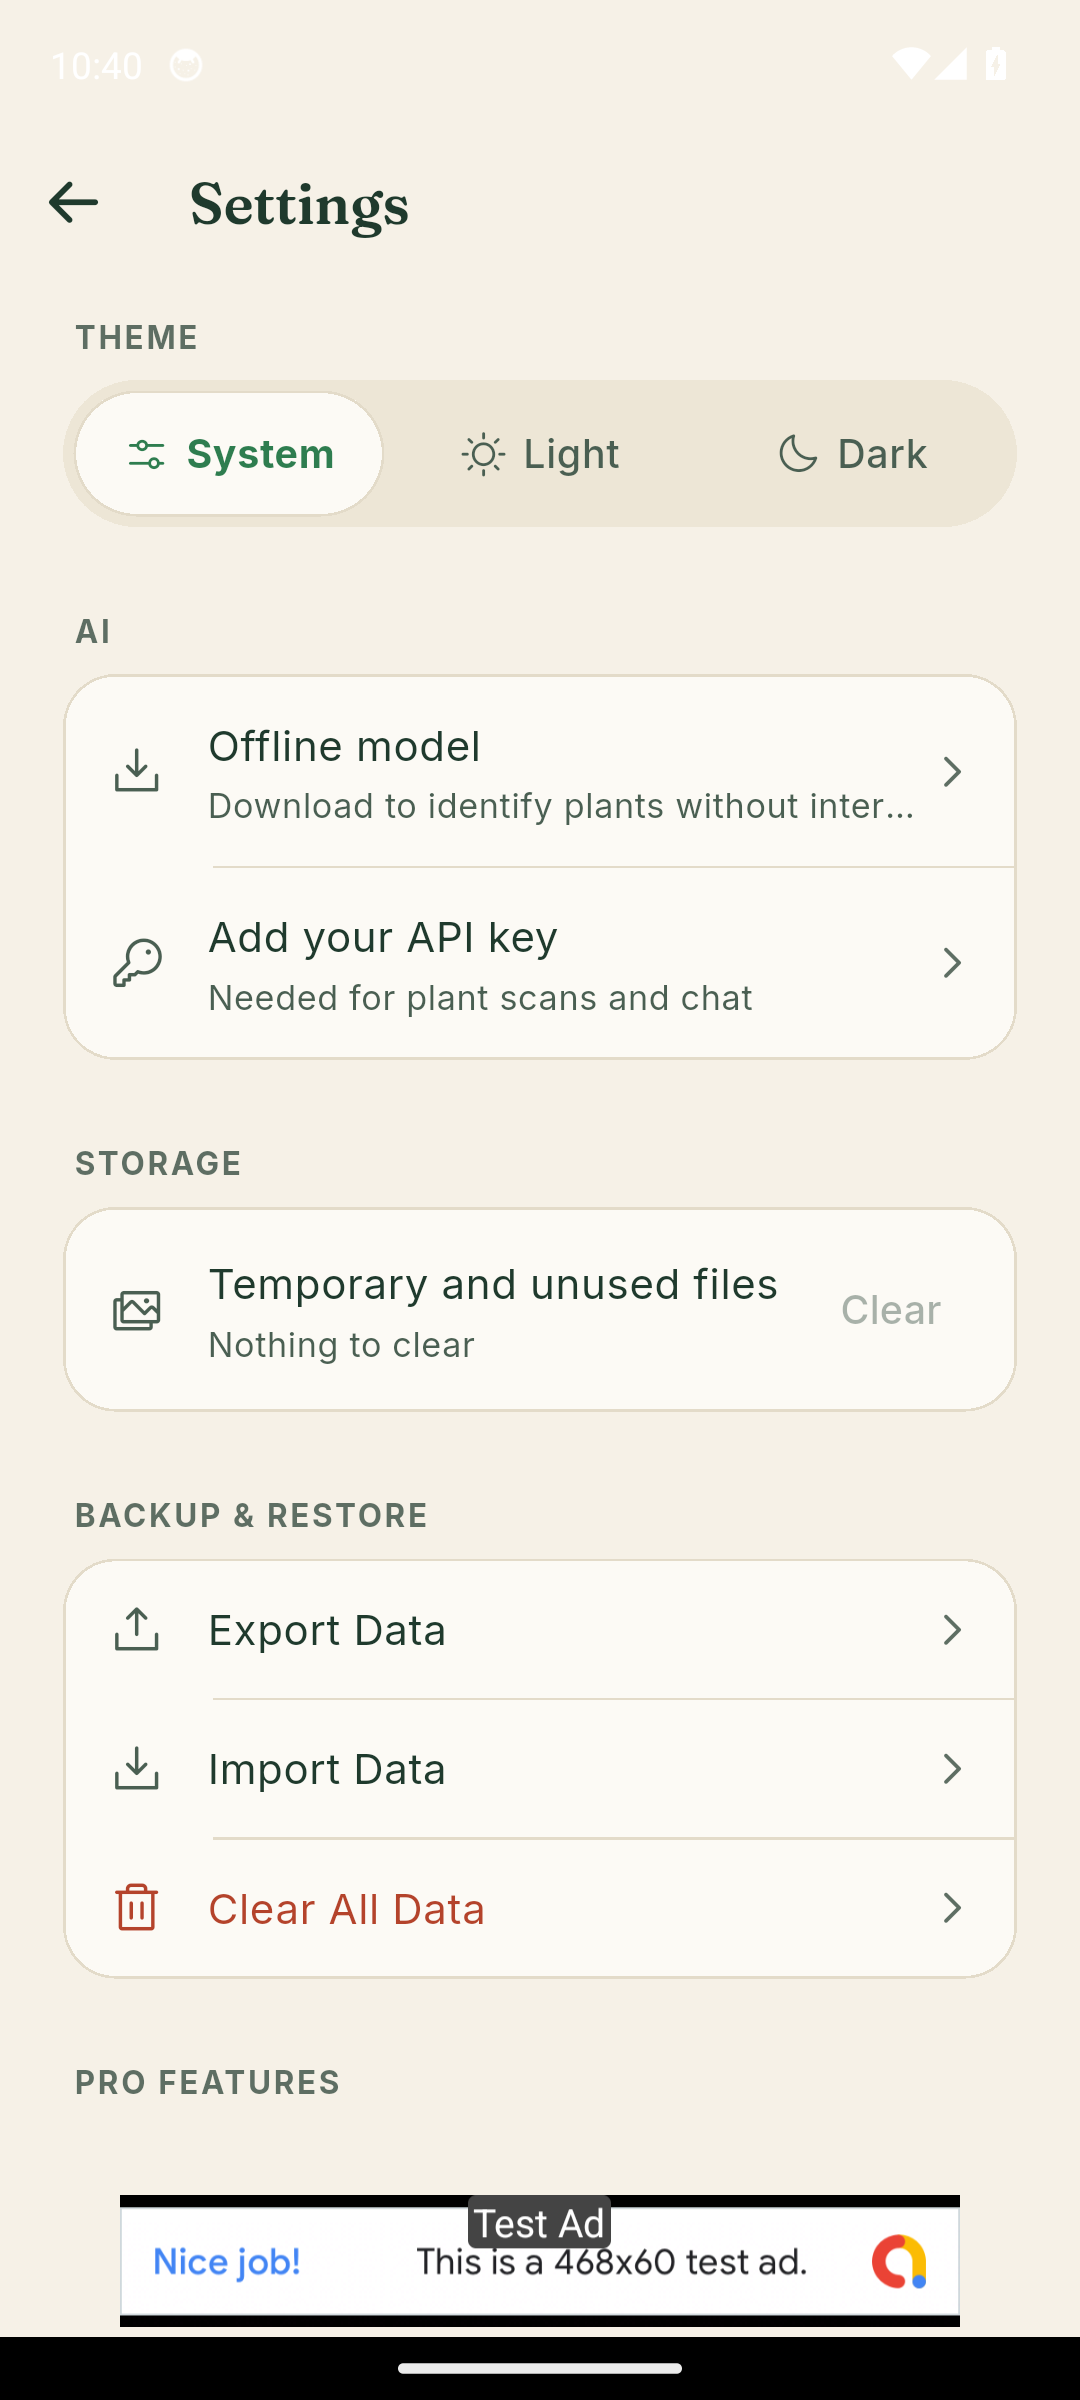 10:40
Settings
THEME
System
Light
Dark
AI
Offline model
Download to identify plants without inter...
Add your API key
Needed for plant scans and chat
STORAGE
Temporary and unused files
Nothing to clear
Clear
BACKUP & RESTORE
Export Data
Import Data
Clear All Data
PRO FEATURES
Test Ad
Nice job!
This is a 468x60 test ad.